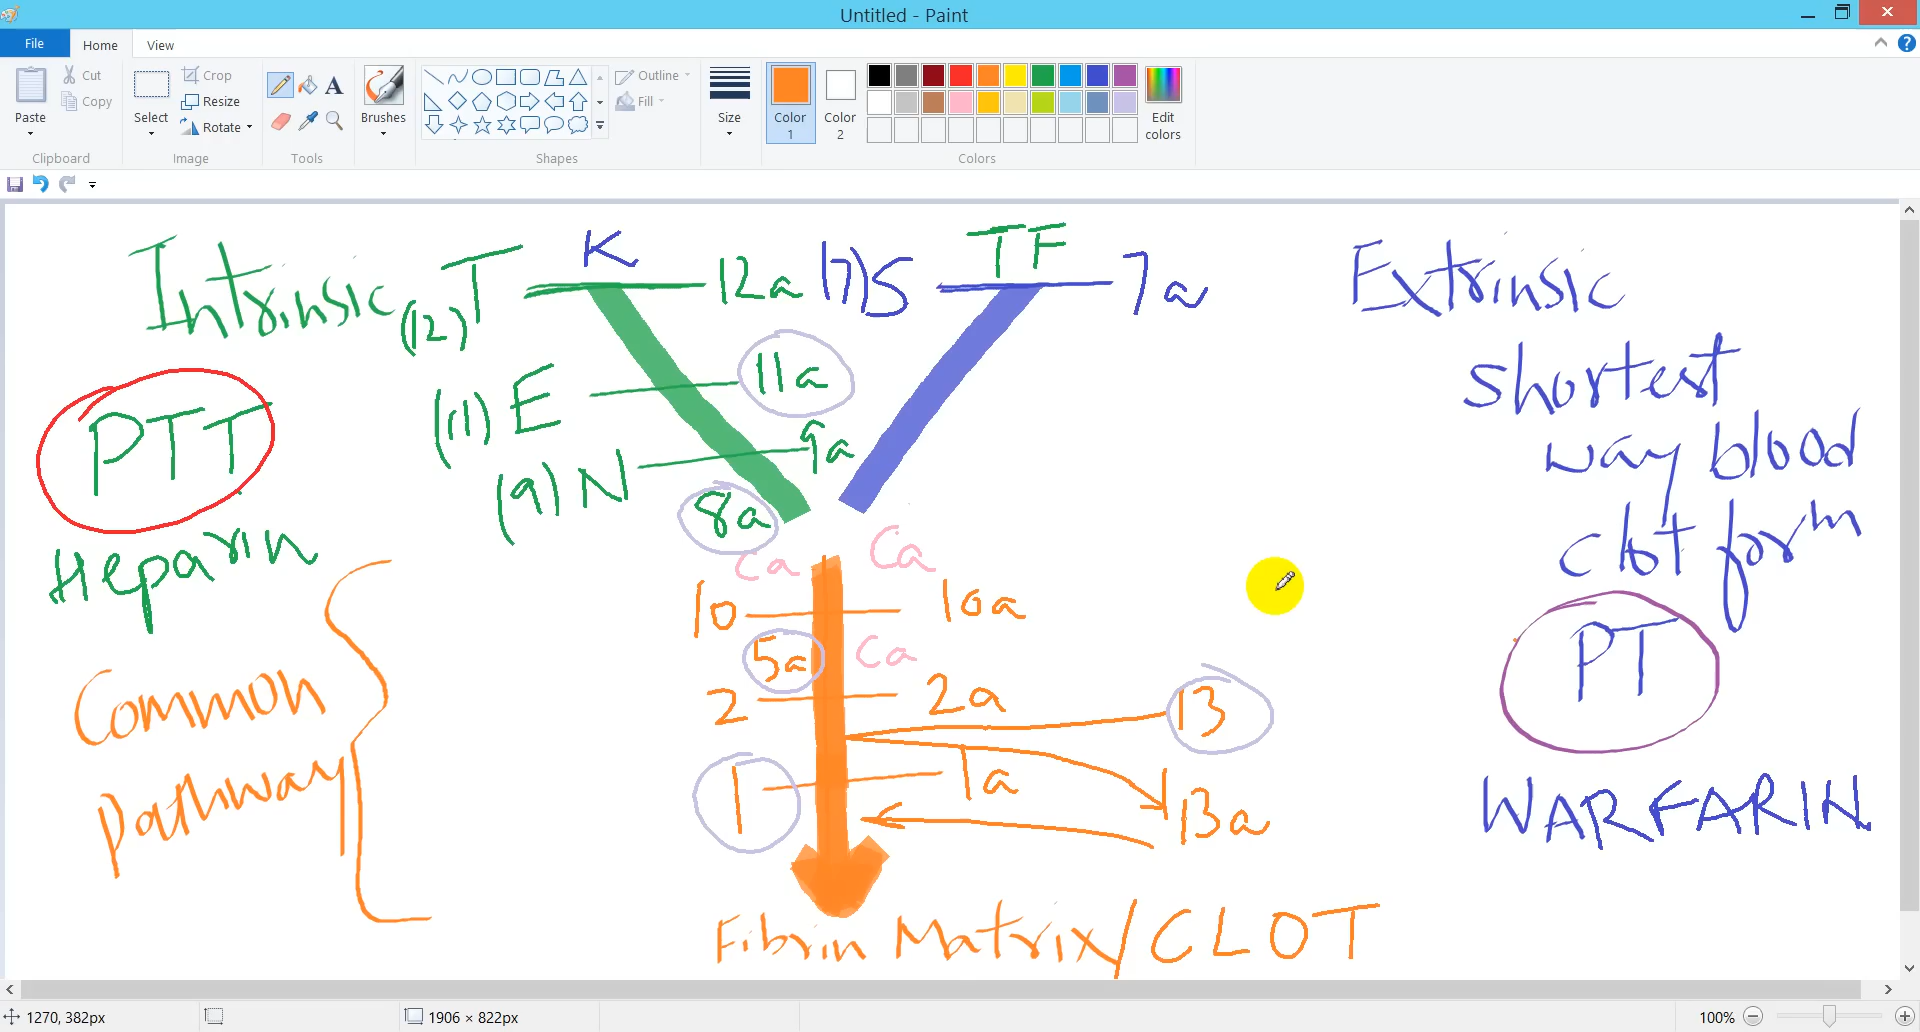 Untitled - Paint
File Home View
Paste
Cut
Copy
Clipboard
Select
Crop
Resize
Rotate
Image
A
Tools
Brushes
Outline
Fill
Shapes
Size
Color 1
Color 2
Edit colors
Colors
Intrinsic
(12) T K 12a
(7) S TF 7a
Extrinsic
shortest
way blood
clot form
PT
WARFARIN
(11) E 11a
(9) N 9a
8a
PTT
Heparin
Common
pathway
Ca Ca
10 10a
5a Ca
2 2a
13
1 1a
13a
Fibrin Matrix/CLOT
1270, 382px
1906 × 822px
100%